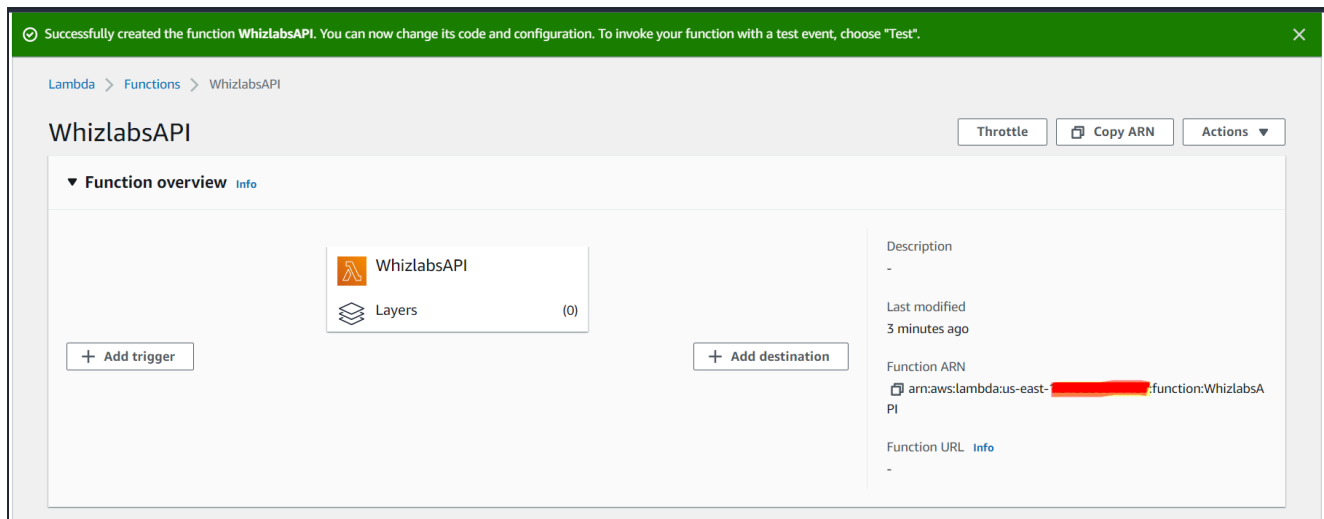 Successfully created the function WhizlabsAPI. You can now change its code and configuration. To invoke your function with a test event, choose "Test".
Lambda > Functions > WhizlabsAPI
WhizlabsAPI
Throttle
Copy ARN
Actions
Function overview Info
WhizlabsAPI
Layers (0)
+ Add trigger
+ Add destination
Description
-
Last modified
3 minutes ago
Function ARN
arn:aws:lambda:us-east- :function:WhizlabsA
PI
Function URL Info
-